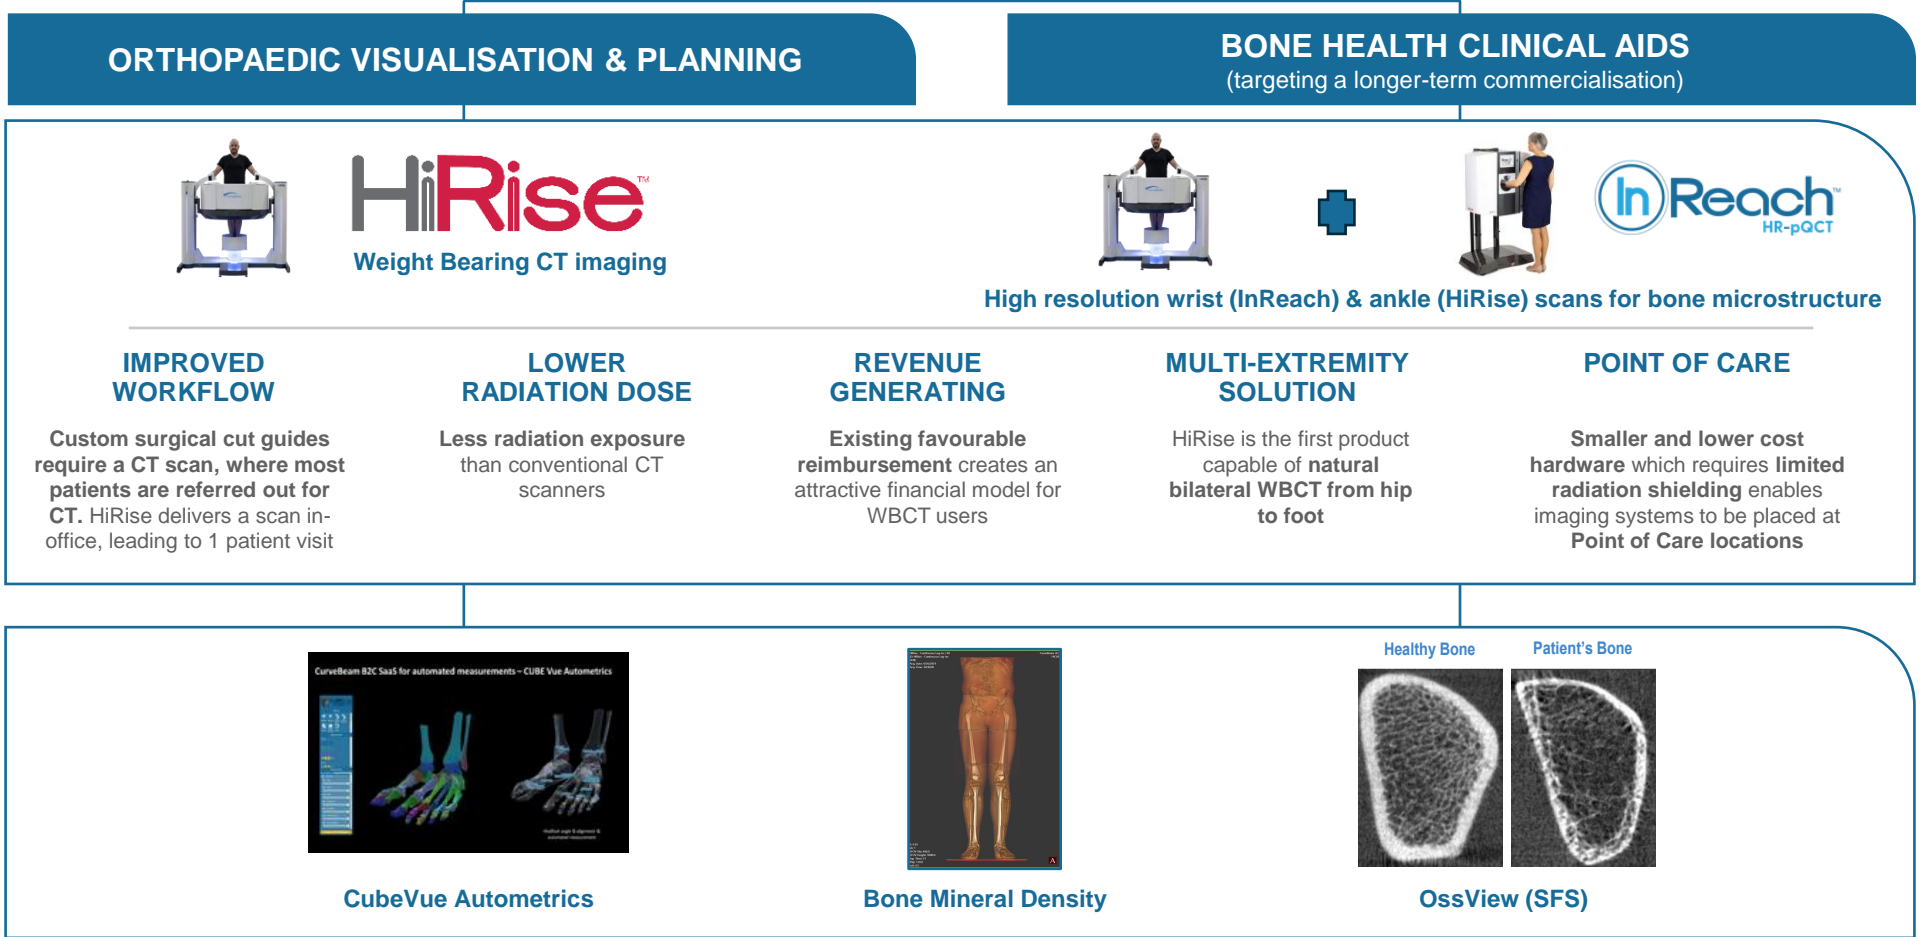 ORTHOPAEDIC VISUALISATION & PLANNING
BONE HEALTH CLINICAL AIDS
(targeting a longer-term commercialisation)
HiRise™
Weight Bearing CT imaging
InReach™
HR-pQCT
High resolution wrist (InReach) & ankle (HiRise) scans for bone microstructure
IMPROVED
WORKFLOW
Custom surgical cut guides
require a CT scan, where most
patients are referred out for
CT. HiRise delivers a scan in-
office, leading to 1 patient visit
LOWER
RADIATION DOSE
Less radiation exposure
than conventional CT
scanners
REVENUE
GENERATING
Existing favourable
reimbursement creates an
attractive financial model for
WBCT users
MULTI-EXTREMITY
SOLUTION
HiRise is the first product
capable of natural
bilateral WBCT from hip
to foot
POINT OF CARE
Smaller and lower cost
hardware which requires limited
radiation shielding enables
imaging systems to be placed at
Point of Care locations
CurveBeam B2C SaaS for automated measurements – CUBE Vue Autometrics
CubeVue Autometrics
A
Bone Mineral Density
Healthy Bone
Patient's Bone
OssView (SFS)